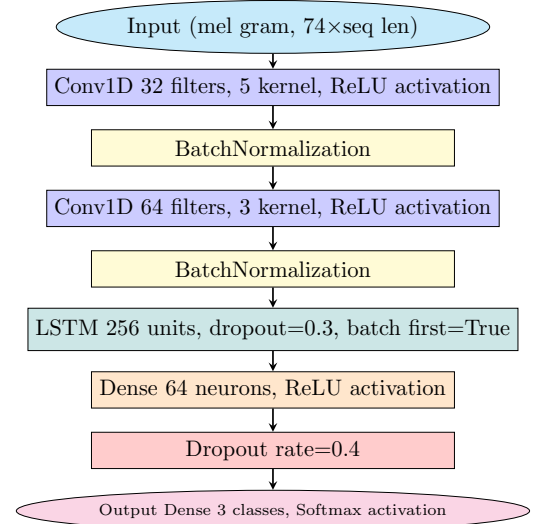 Input (mel gram, 74×seq len)
Conv1D 32 filters, 5 kernel, ReLU activation
BatchNormalization
Conv1D 64 filters, 3 kernel, ReLU activation
BatchNormalization
LSTM 256 units, dropout=0.3, batch first=True
Dense 64 neurons, ReLU activation
Dropout rate=0.4
Output Dense 3 classes, Softmax activation